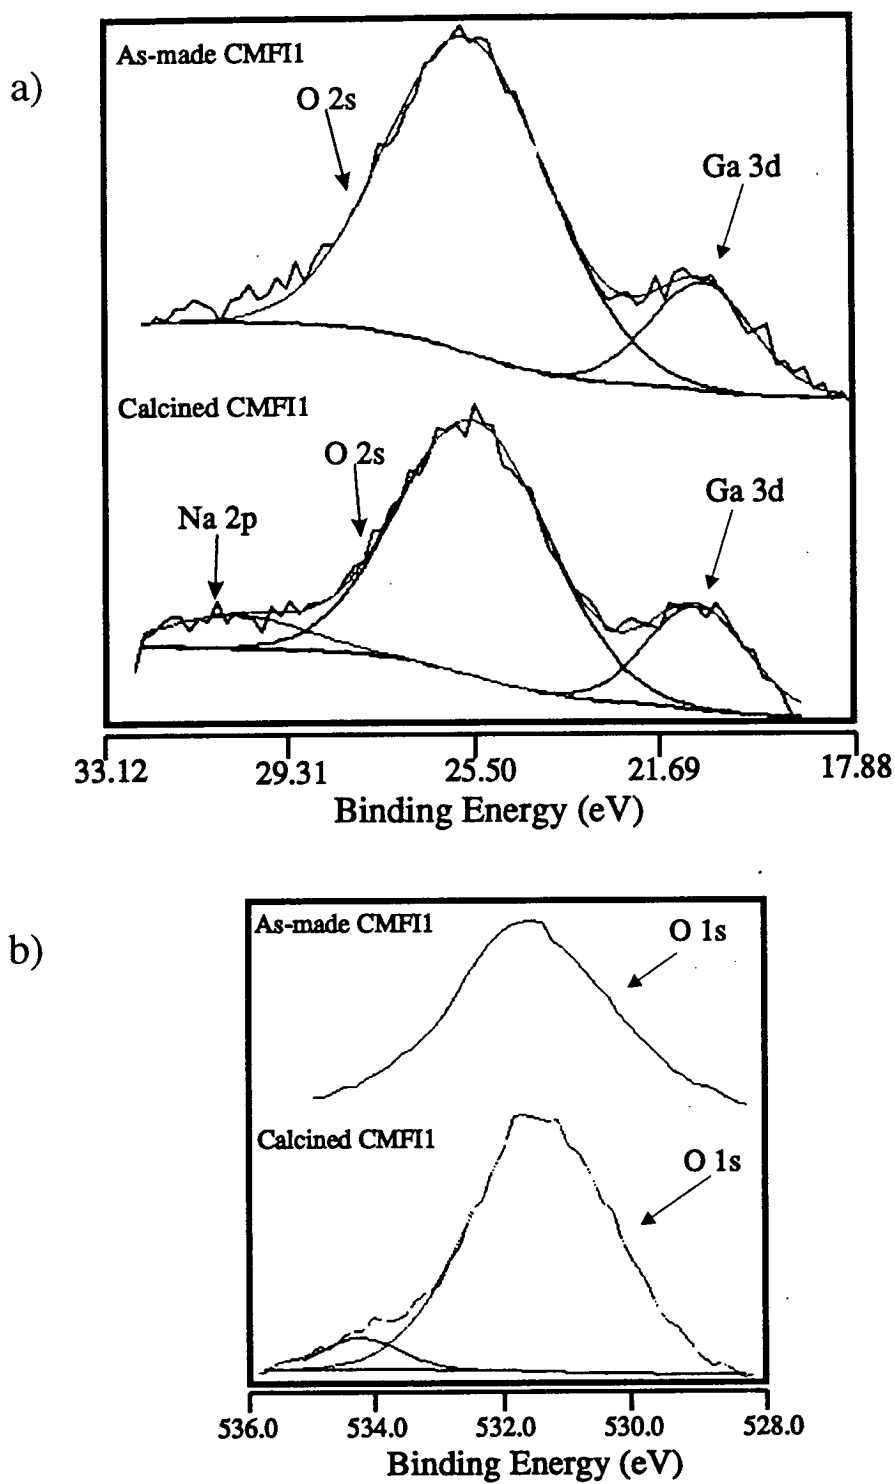 a)
As-made CMFI1
O 2s
Ga 3d
Calcined CMFI1
O 2s
Na 2p
Ga 3d
33.12 29.31 25.50 21.69 17.88
Binding Energy (eV)
b)
As-made CMFI1
O 1s
Calcined CMFI1
O 1s
536.0 534.0 532.0 530.0 528.0
Binding Energy (eV)